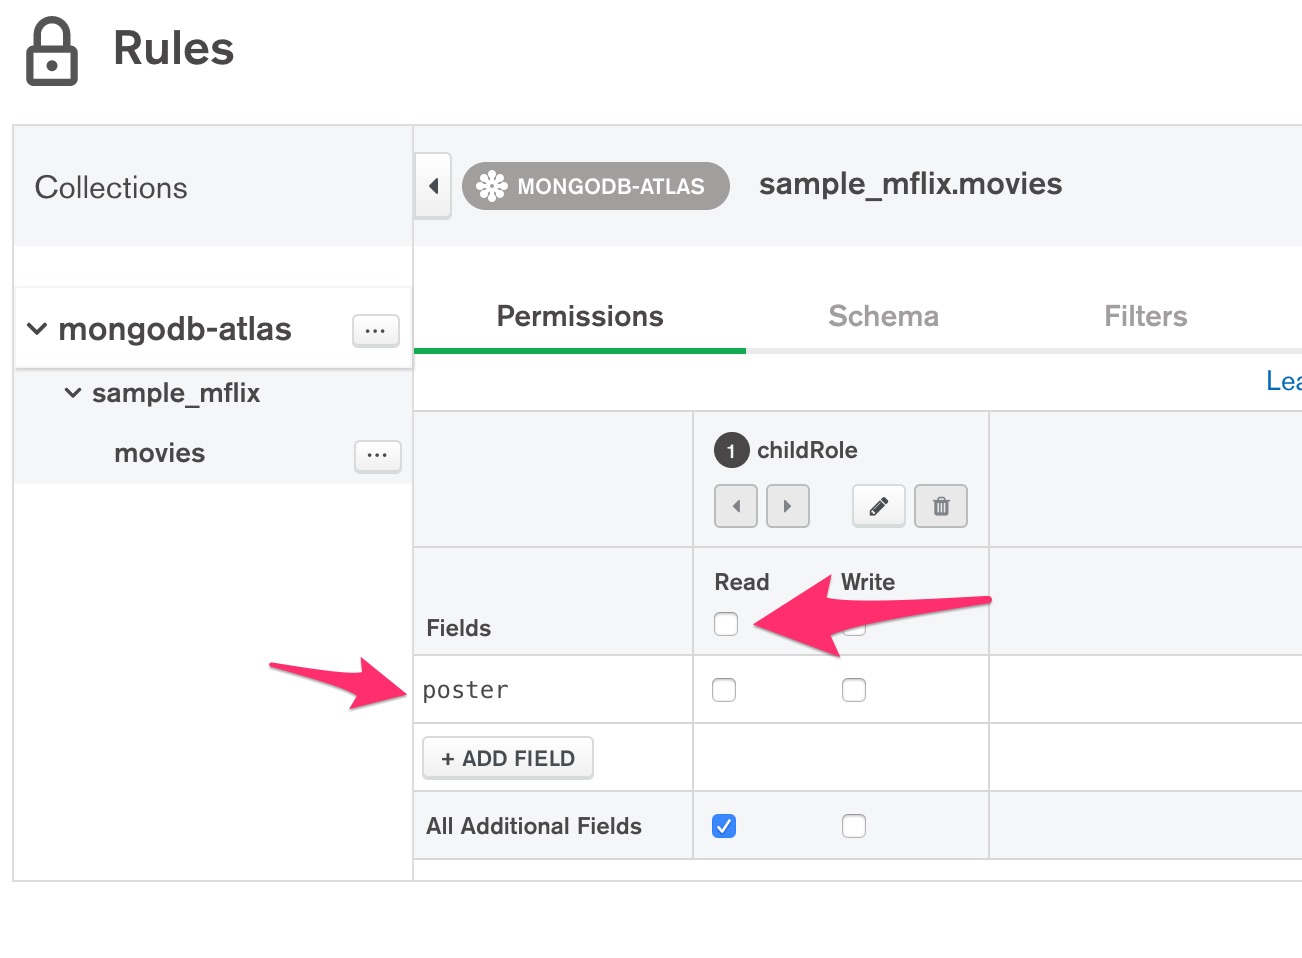 Rules
Collections
MONGODB-ATLAS
sample_mflix.movies
mongodb-atlas
...
sample_mflix
movies
...
Permissions
Schema
Filters
Lea
1 childRole
Read
Write
Fields
poster
+ ADD FIELD
All Additional Fields